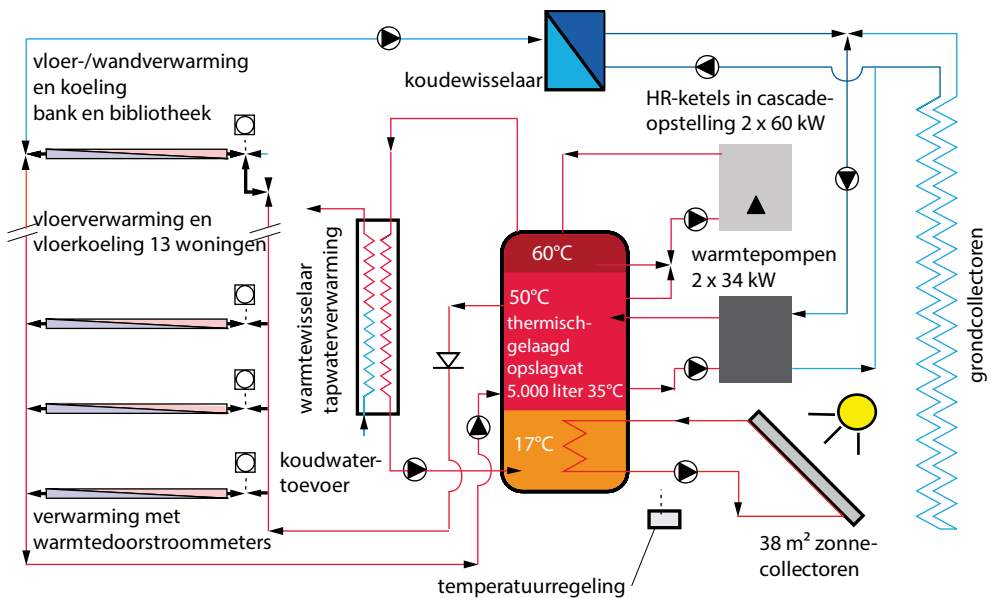 vloer-/wandverwarming
en koeling
bank en bibliotheek
koudewisselaar
HR-ketels in cascade-
opstelling 2 x 60 kW
vloerverwarming en
vloerkoeling 13 woningen
warmtewisselaar
tapwaterverwarming
60°C
50°C
thermisch-
gelaagd
opslagvat
5.000 liter 35°C
17°C
warmtepompen
2 x 34 kW
grondcollectoren
koudwater-
toevoer
verwarming met
warmtedoorstroommeters
temperatuurregeling
38 m² zonne-
collectoren